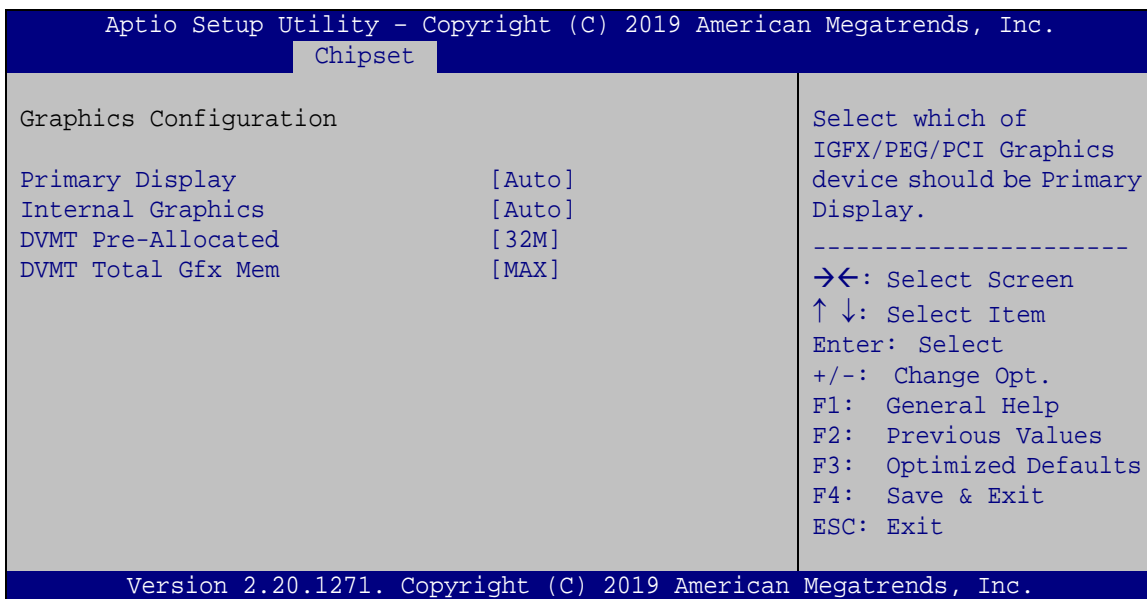 Aptio Setup Utility – Copyright (C) 2019 American Megatrends, Inc.
Chipset
Graphics Configuration
Primary Display [Auto]
Internal Graphics [Auto]
DVMT Pre-Allocated [32M]
DVMT Total Gfx Mem [MAX]
Select which of
IGFX/PEG/PCI Graphics
device should be Primary
Display.
----------------------
→←: Select Screen
↑ ↓: Select Item
Enter: Select
+/-: Change Opt.
F1: General Help
F2: Previous Values
F3: Optimized Defaults
F4: Save & Exit
ESC: Exit
Version 2.20.1271. Copyright (C) 2019 American Megatrends, Inc.